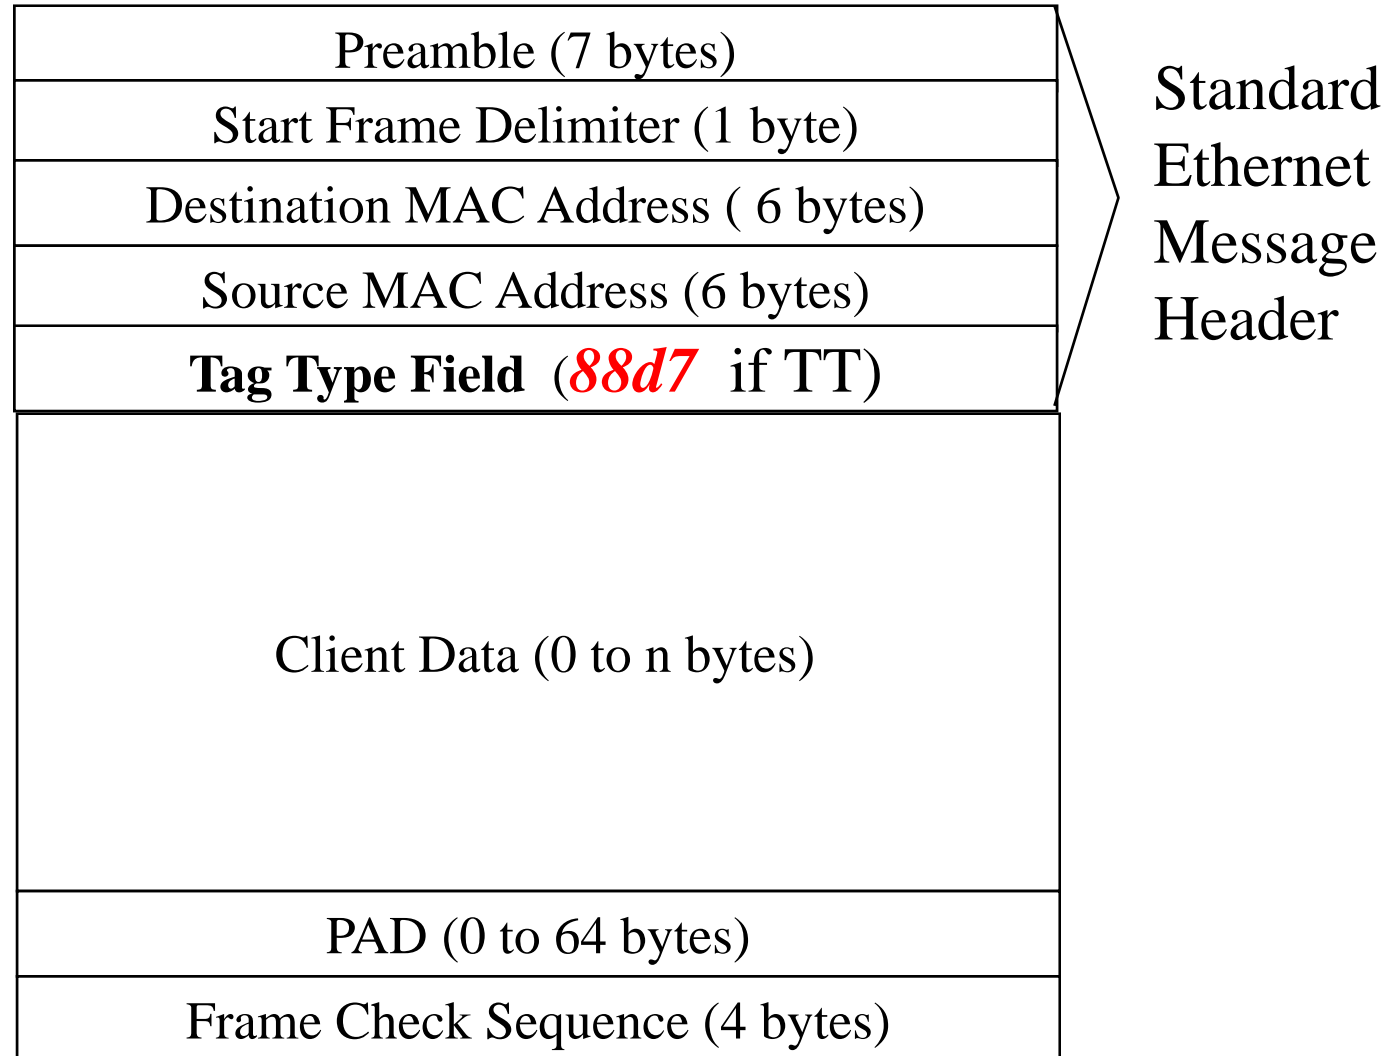 Preamble (7 bytes)
Start Frame Delimiter (1 byte)
Destination MAC Address ( 6 bytes)
Source MAC Address (6 bytes)
Tag Type Field (88d7 if TT)
Standard
Ethernet
Message
Header
Client Data (0 to n bytes)
PAD (0 to 64 bytes)
Frame Check Sequence (4 bytes)